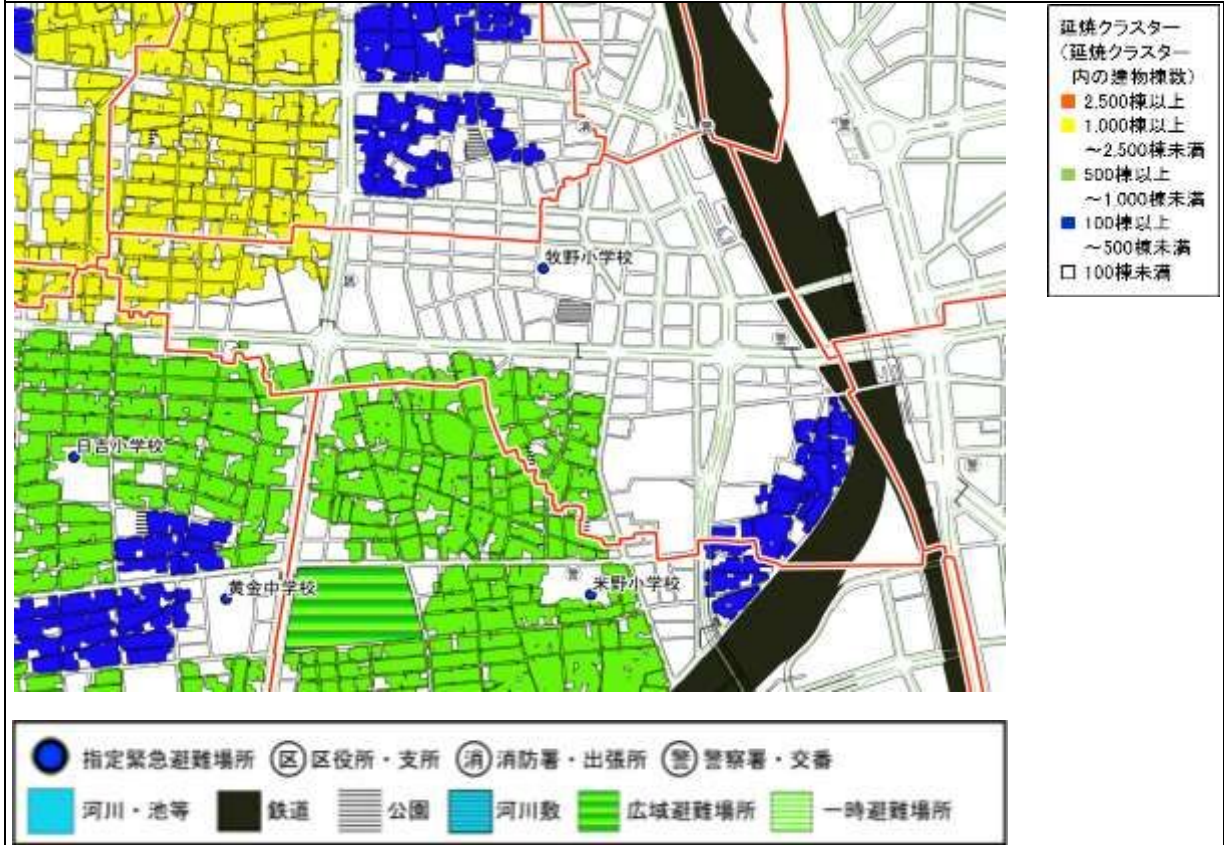 延焼クラスター
（延焼クラスター
内の建物棟数）
2,500棟以上
1,000棟以上
～2,500棟未満
500棟以上
～1,000棟未満
100棟以上
～500棟未満
100棟未満
消
警
警
牧野小学校
区
警
日吉小学校
警
黄金中学校
警
米野小学校
指定緊急避難場所
区 区役所・支所
消 消防署・出張所
警 警察署・交番
河川・池等
鉄道
公園
河川敷
広域避難場所
一時避難場所